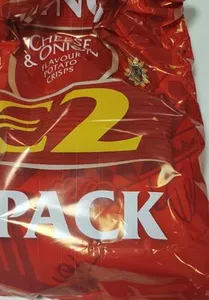 CHEESE
& ONION
FLAVOUR
POTATO
CRISPS
£2
PACK